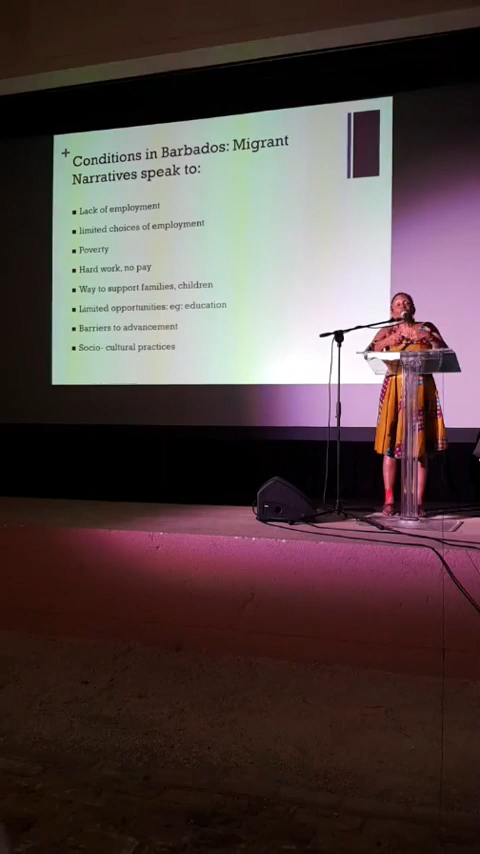 +
Conditions in Barbados: Migrant
Narratives speak to:
■ Lack of employment
■ limited choices of employment
■ Poverty
■ Hard work, no pay
■ Way to support families, children
■ Limited opportunities: eg: education
■ Barriers to advancement
■ Socio- cultural practices